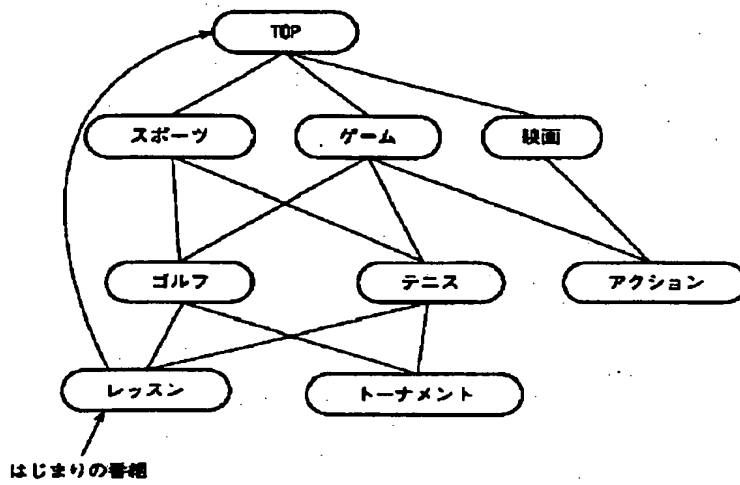 TOP
スポーツ
ゲーム
映画
ゴルフ
テニス
アクション
レッスン
トーナメント
はじまりの番組